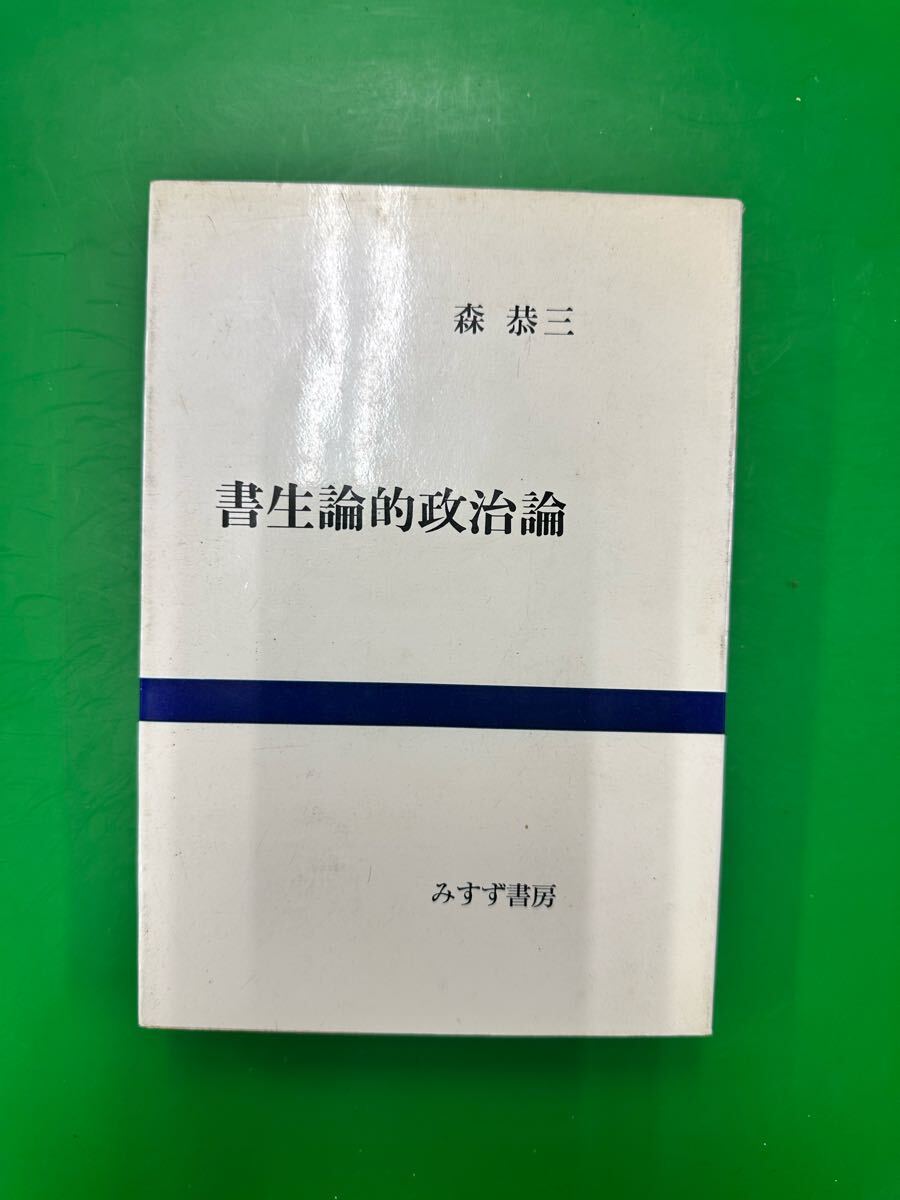 森 恭三
書生論的政治論
みすず書房